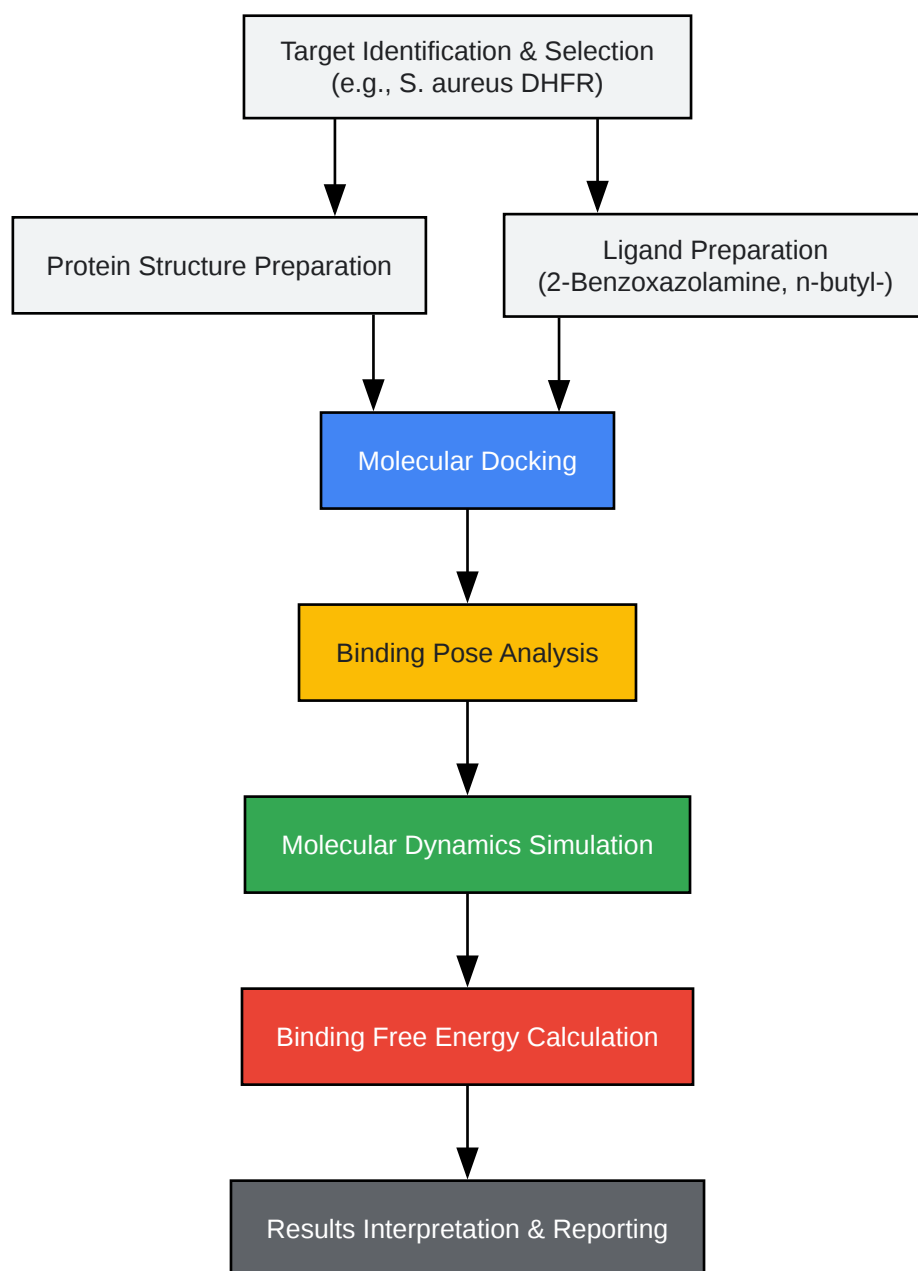 Target Identification & Selection
(e.g., S. aureus DHFR)
Protein Structure Preparation
Ligand Preparation
(2-Benzoxazolamine, n-butyl-)
Molecular Docking
Binding Pose Analysis
Molecular Dynamics Simulation
Binding Free Energy Calculation
Results Interpretation & Reporting